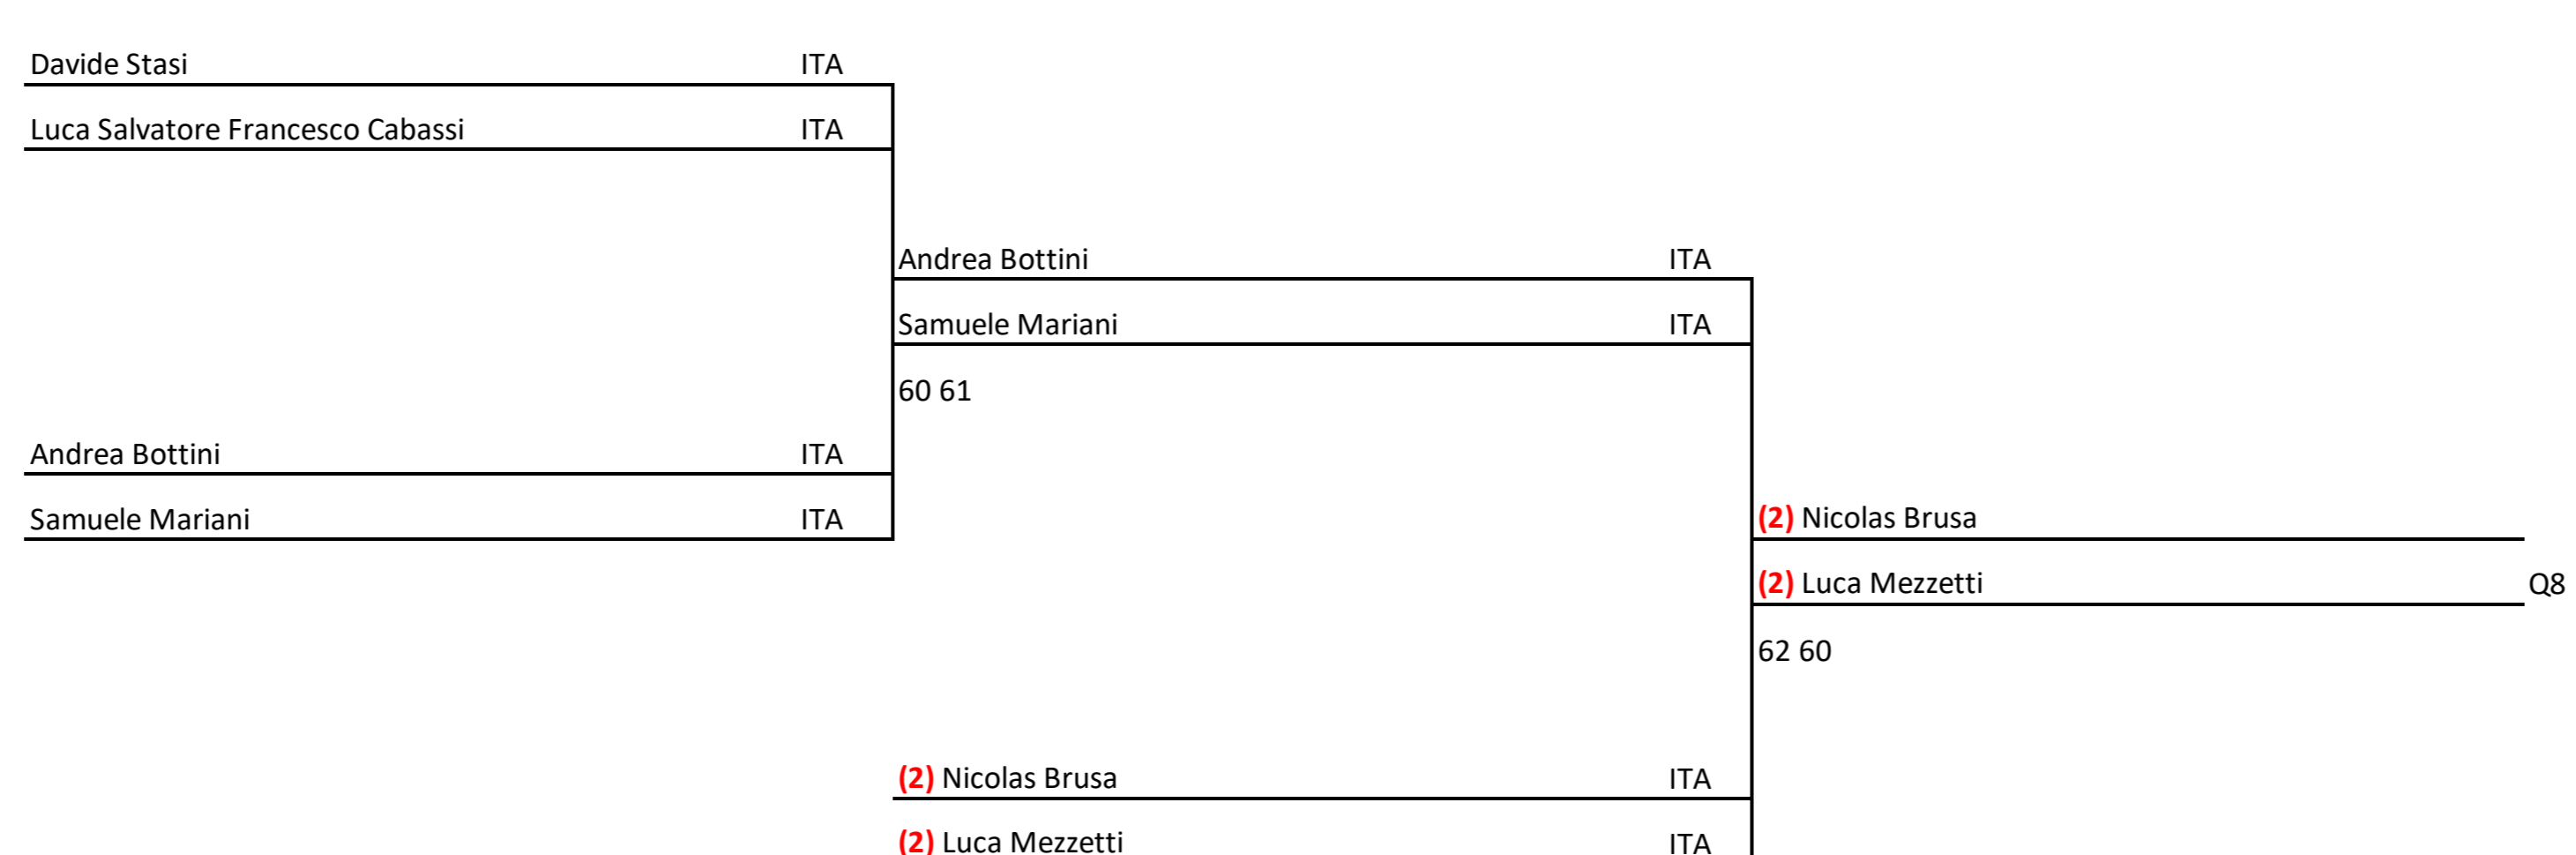 Davide Stasi ITA
Luca Salvatore Francesco Cabassi ITA
Andrea Bottini ITA
Samuele Mariani ITA
60 61
Andrea Bottini ITA
Samuele Mariani ITA
(2) Nicolas Brusa
(2) Luca Mezzetti Q8
62 60
(2) Nicolas Brusa ITA
(2) Luca Mezzetti ITA